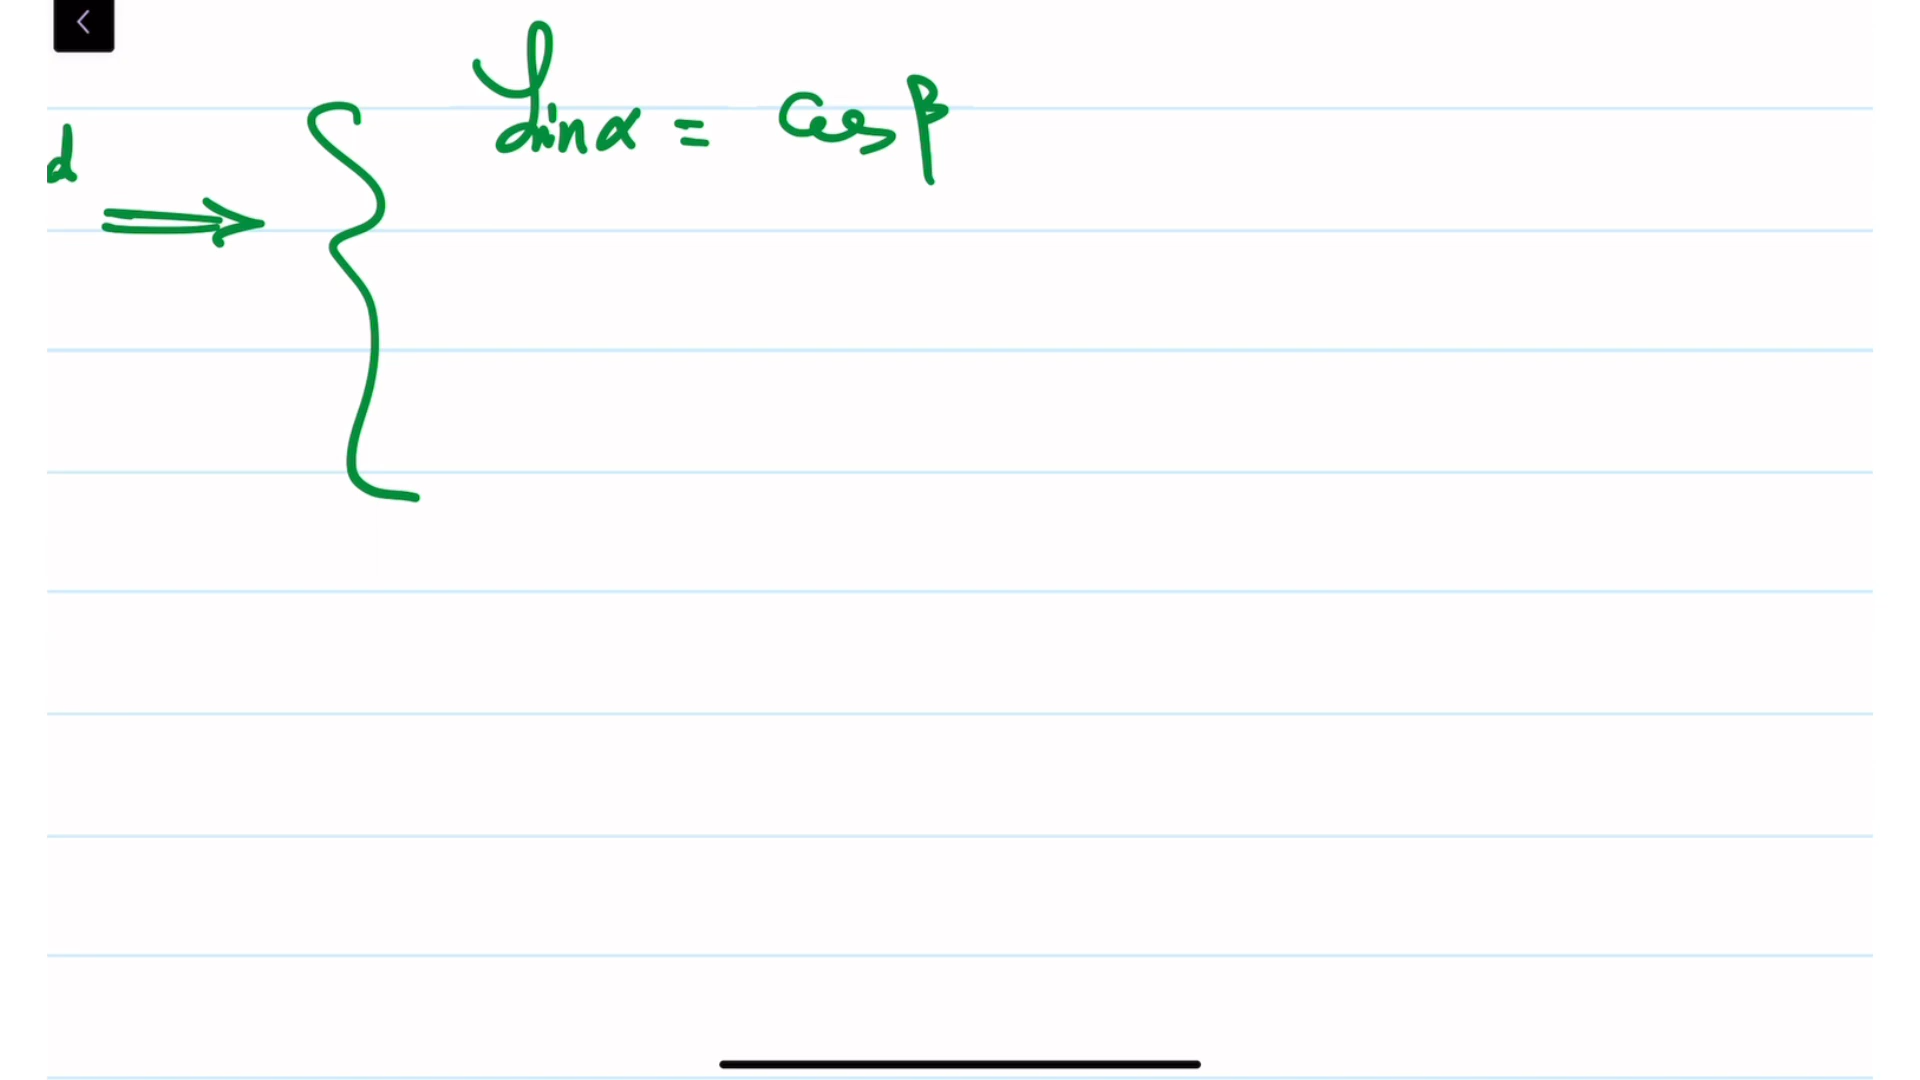 sin α = cos β
d ⟹ {